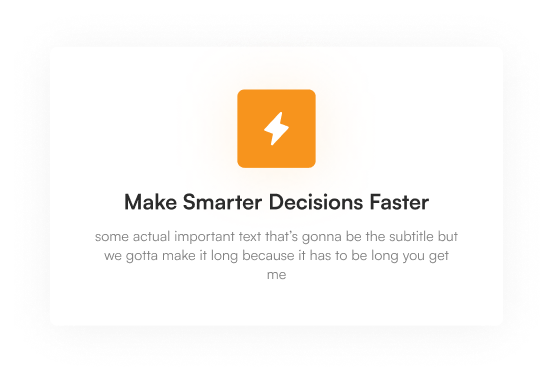 Make Smarter Decisions Faster
some actual important text that's gonna be the subtitle but
we gotta make it long because it has to be long you get
me